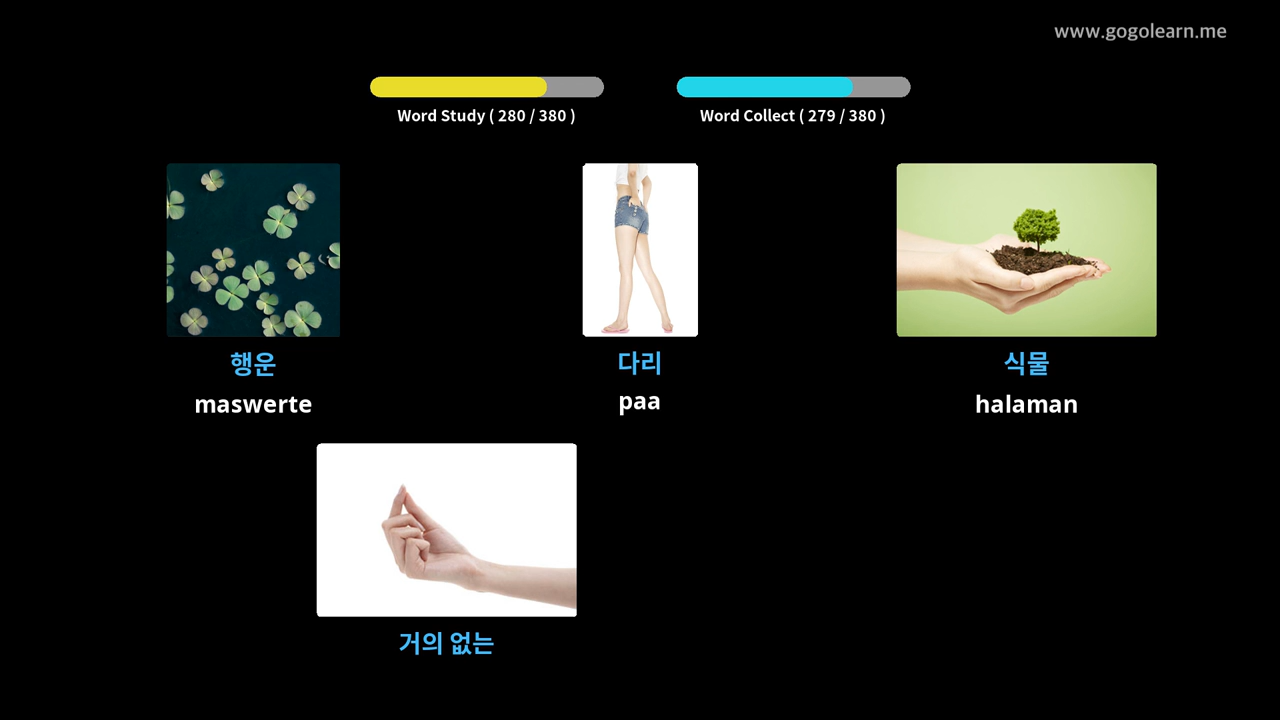 www.gogolearn.me
Word Study ( 280 / 380 )
Word Collect ( 279 / 380 )
행운
다리
식물
maswerte
paa
halaman
거의 없는